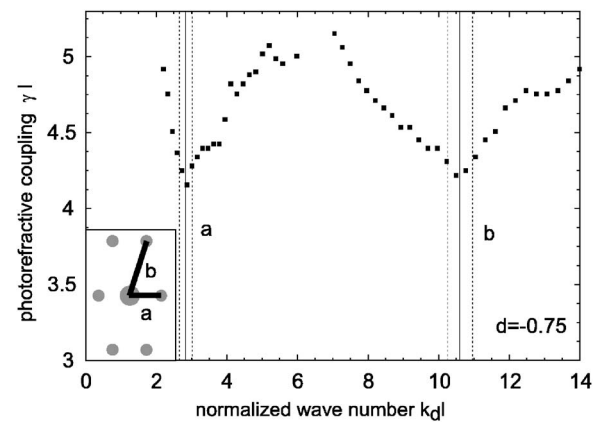 5
4.5
4
3.5
3
0 2 4 6 8 10 12 14
photorefractive coupling γ l
normalized wave number kdl
a
b
b
a
d=-0.75